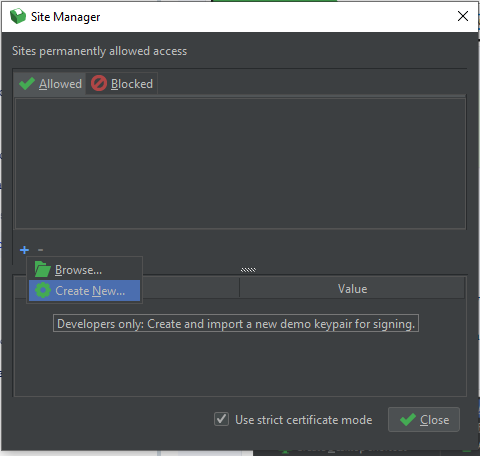 Site Manager
Sites permanently allowed access
Allowed
Blocked
Browse...
Create New...
Value
Developers only: Create and import a new demo keypair for signing.
Use strict certificate mode
Close